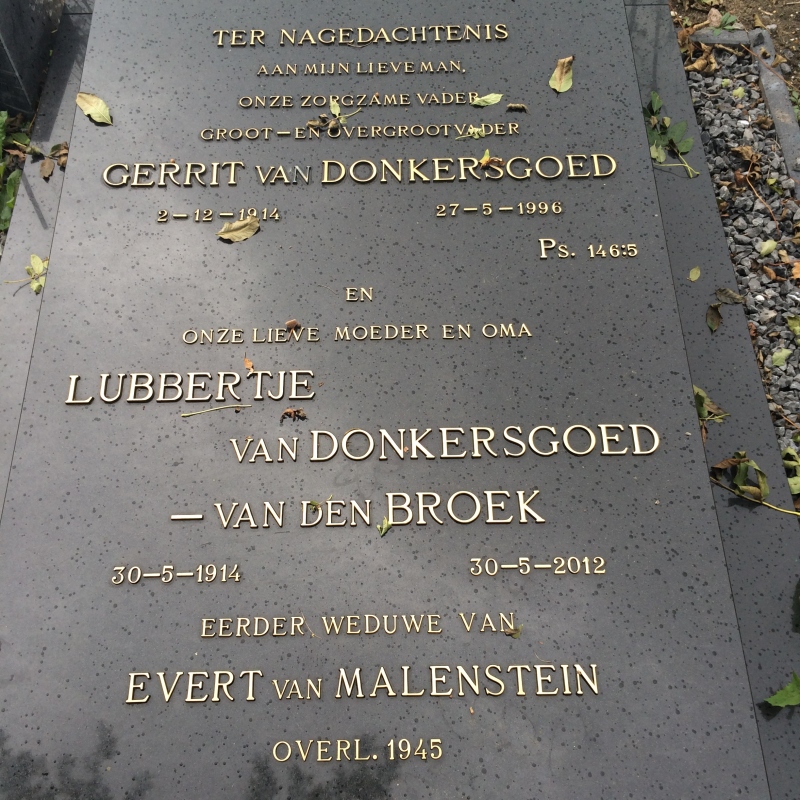 TER NAGEDACHTENIS
AAN MIJN LIEVE MAN,
ONZE ZORGZAME VADER
GROOT-EN OVERGROOTVADER
GERRIT VAN DONKERSGOED
2-12-1914 27-5-1996
Ps. 146:5
EN
ONZE LIEVE MOEDER EN OMA
LUBBERTJE
VAN DONKERSGOED
— VAN DEN BROEK
30-5-1914 30-5-2012
EERDER WEDUWE VAN
EVERT VAN MALENSTEIN
OVERL. 1945